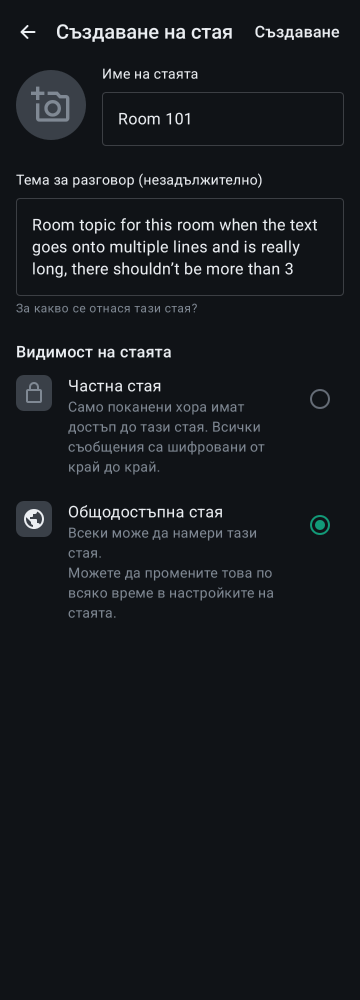 Създаване на стая
Създаване
Име на стаята
Room 101
Тема за разговор (незадължително)
Room topic for this room when the text
goes onto multiple lines and is really
long, there shouldn’t be more than 3
За какво се отнася тази стая?
Видимост на стаята
Частна стая
Само поканени хора имат
достъп до тази стая. Всички
съобщения са шифровани от
край до край.
Общодостъпна стая
Всеки може да намери тази
стая.
Можете да промените това по
всяко време в настройките на
стаята.